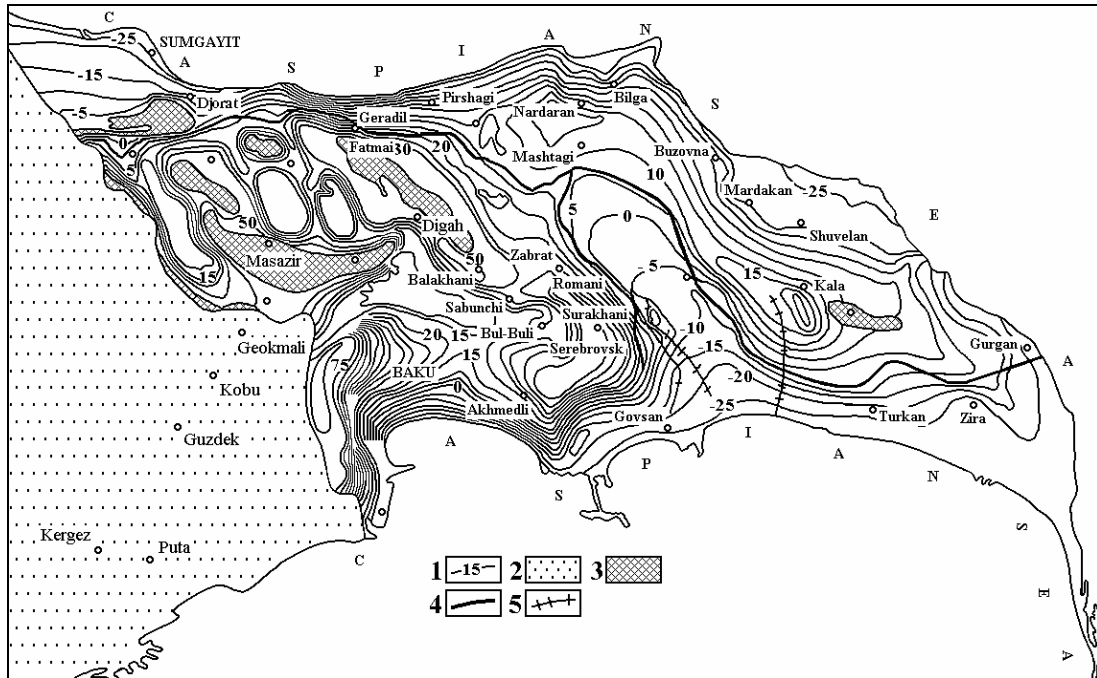 C A S P I A N S E A
-25
SUMGAYIT
-15
-5
Djorat
Pirshagi
Nardaran
Bilga
0
Geradil
20
5
Fatmai
30
Mashtagi
Buzovna
10
-25
Mardakan
5
0
50
Digah
Shuvelan
Masazir
50
Zabrat
-5
15
15
Balakhani
Romani
Kala
Sabunchi
Surakhani
-10
Geokmali
20
15
Bul-Buli
-15
Gurgan
75
BAKU
15
Serebrovsk
-20
Kobu
0
Akhmedli
-25
Turkan
Zira
Govsan
Guzdek
C A S P I A N S E A
Kergez
Puta
1 -15 2 3
4 5